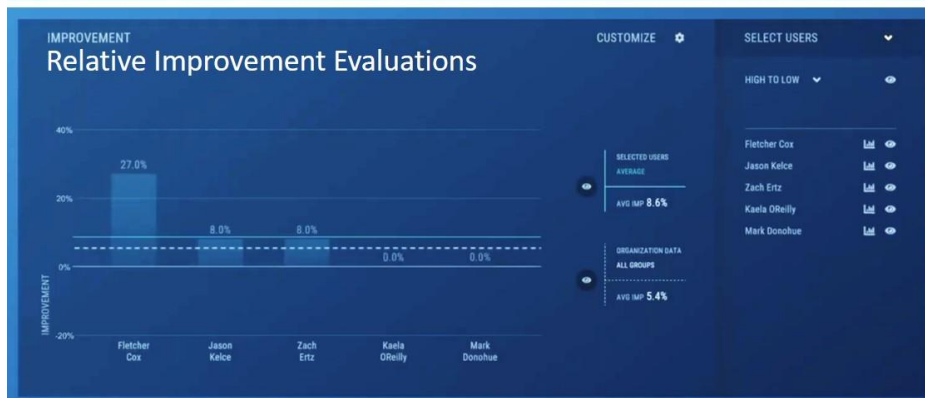 IMPROVEMENT
Relative Improvement Evaluations
CUSTOMIZE
SELECT USERS
HIGH TO LOW
40%
20%
0%
-20%
IMPROVEMENT
27.0%
8.0%
8.0%
0.0%
0.0%
Fletcher
Cox
Jason
Kelce
Zach
Ertz
Kaela
OReilly
Mark
Donohue
SELECTED USERS
AVERAGE
AVG IMP 8.6%
ORGANIZATION DATA
ALL GROUPS
AVG IMP 5.4%
Fletcher Cox
Jason Kelce
Zach Ertz
Kaela OReilly
Mark Donohue